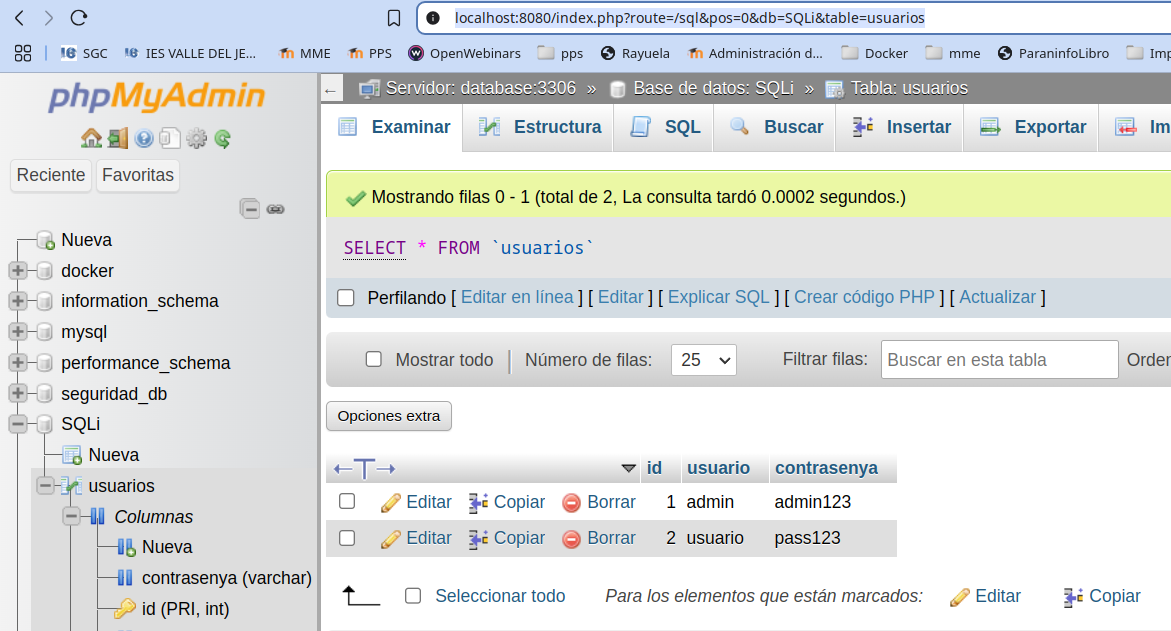 localhost:8080/index.php?route=/sql&pos=0&db=SQLi&table=usuarios
SGC IES VALLE DEL JE... MME PPS OpenWebinars pps Rayuela Administración d... Docker mme ParaninfoLibro Imp
phpMyAdmin
Reciente Favoritas
Nueva
docker
information_schema
mysql
performance_schema
seguridad_db
SQLi
Nueva
usuarios
Columnas
Nueva
contrasenya (varchar)
id (PRI, int)
Servidor: database:3306 » Base de datos: SQLi » Tabla: usuarios
Examinar Estructura SQL Buscar Insertar Exportar Im
Mostrando filas 0 - 1 (total de 2, La consulta tardó 0.0002 segundos.)
SELECT * FROM `usuarios`
Perfilando [ Editar en línea ] [ Editar ] [ Explicar SQL ] [ Crear código PHP ] [ Actualizar ]
Mostrar todo | Número de filas: 25 Filtrar filas: Buscar en esta tabla Orden
Opciones extra
←T→ id usuario contrasenya
Editar Copiar Borrar 1 admin admin123
Editar Copiar Borrar 2 usuario pass123
Seleccionar todo Para los elementos que están marcados: Editar Copiar